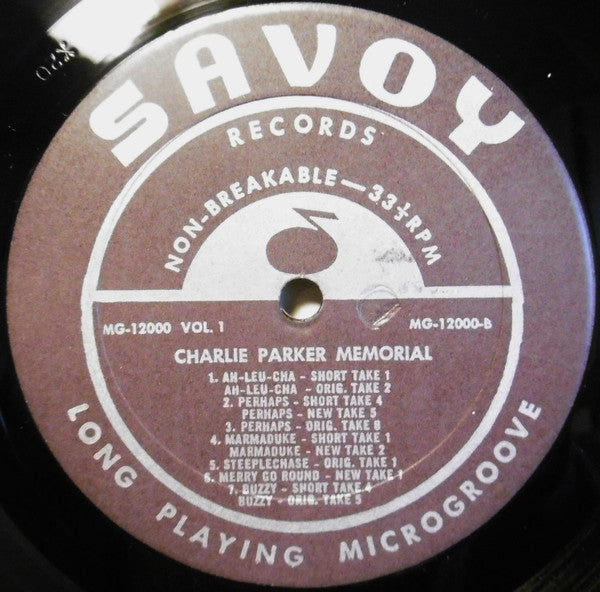 SAVOY
RECORDS
NON-BREAKABLE—33⅓RPM
MG-12000 VOL. 1
MG-12000-B
CHARLIE PARKER MEMORIAL
1. AH-LEU-CHA - SHORT TAKE 1
AH-LEU-CHA - ORIG. TAKE 2
2. PERHAPS - SHORT TAKE 4
PERHAPS - NEW TAKE 5
3. PERHAPS - ORIG. TAKE 6
4. MARMADUKE - SHORT TAKE 1
MARMADUKE - NEW TAKE 2
5. STEEPLECHASE - ORIG. TAKE 1
6. MERRY GO ROUND - NEW TAKE 1
7. BUZZY - SHORT TAKE 4
BUZZY - ORIG. TAKE 5
LONG PLAYING MICROGROOVE